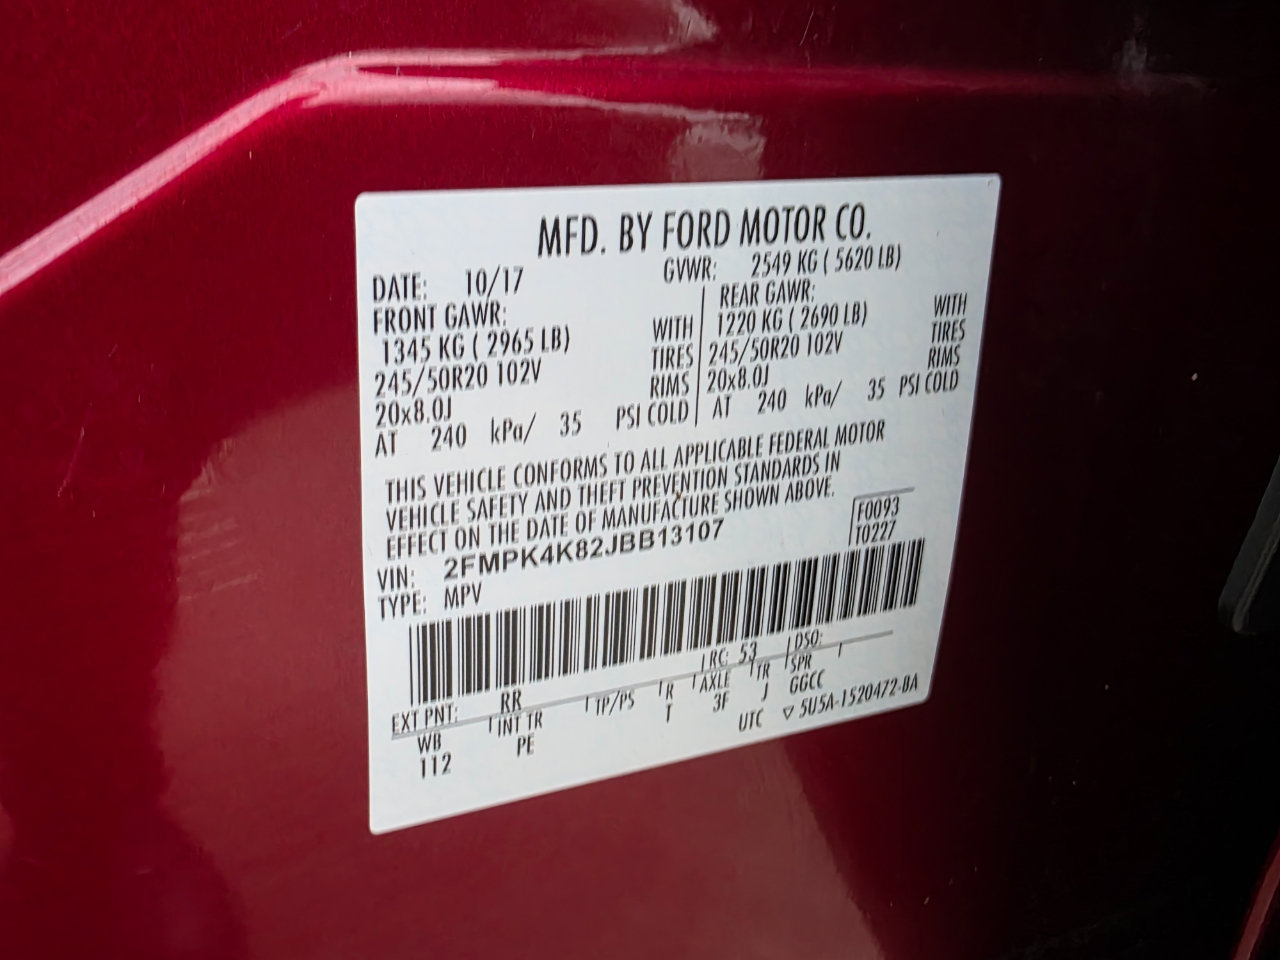 MFD. BY FORD MOTOR CO.
DATE: 10/17 GVWR: 2549 KG ( 5620 LB)
FRONT GAWR: REAR GAWR:
1345 KG ( 2965 LB) WITH 1220 KG ( 2690 LB) WITH
245/50R20 102V TIRES 245/50R20 102V TIRES
20x8.0J RIMS 20x8.0J RIMS
AT 240 kPa/ 35 PSI COLD AT 240 kPa/ 35 PSI COLD
THIS VEHICLE CONFORMS TO ALL APPLICABLE FEDERAL MOTOR
VEHICLE SAFETY AND THEFT PREVENTION STANDARDS IN
EFFECT ON THE DATE OF MANUFACTURE SHOWN ABOVE.
F0093
T0227
VIN: 2FMPK4K82JBB13107
TYPE: MPV
EXT PNT: RR RC: 53 DSO:
WB INT TR TP/PS R AXLE TR SPR
112 PE T 3F J GGCC
UTC ▽ 5U5A-1520472-BA